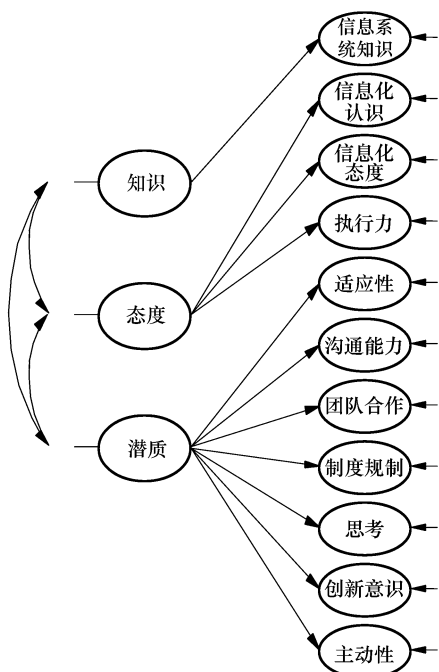 信息系
统知识
信息化
认识
信息化
态度
执行力
适应性
沟通能力
团队合作
制度规制
思考
创新意识
主动性
知识
态度
潜质